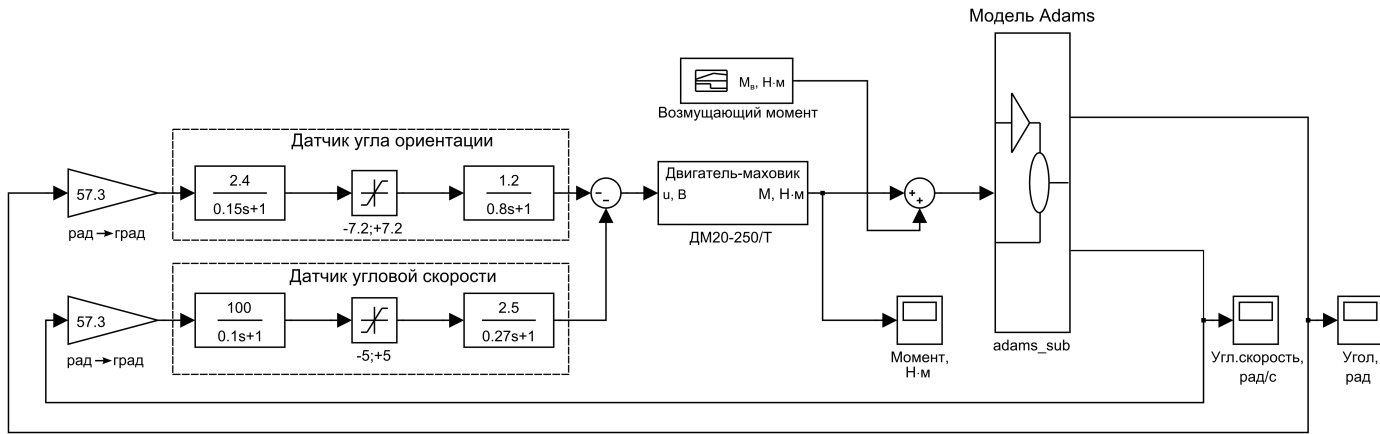 Модель Adams
Mв, Н·м
Возмущающий момент
Датчик угла ориентации
57.3
рад → град
2.4
0.15s+1
-7.2;+7.2
1.2
0.8s+1
Двигатель-маховик
u, В
М, Н·м
ДМ20-250/Т
Датчик угловой скорости
57.3
рад → град
100
0.1s+1
-5;+5
2.5
0.27s+1
Момент,
Н·м
adams_sub
Угл.скорость,
рад/с
Угол,
рад